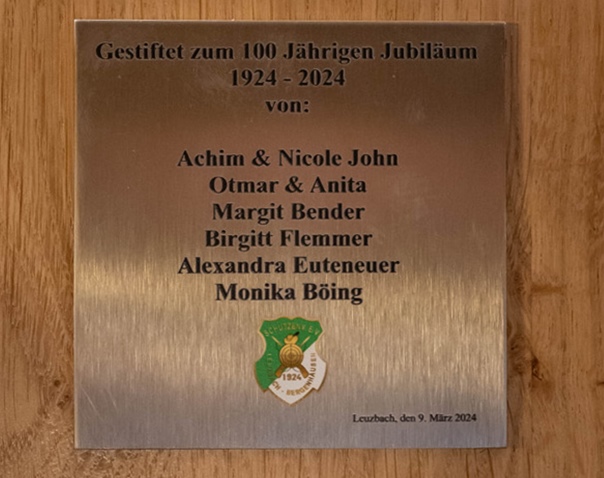 Gestiftet zum 100 Jährigen Jubiläum
1924 - 2024
von:
Achim & Nicole John
Otmar & Anita
Margit Bender
Birgitt Flemmer
Alexandra Euteneuer
Monika Böing
1924
BERGENHAUSEN
Leuzbach, den 9. März 2024